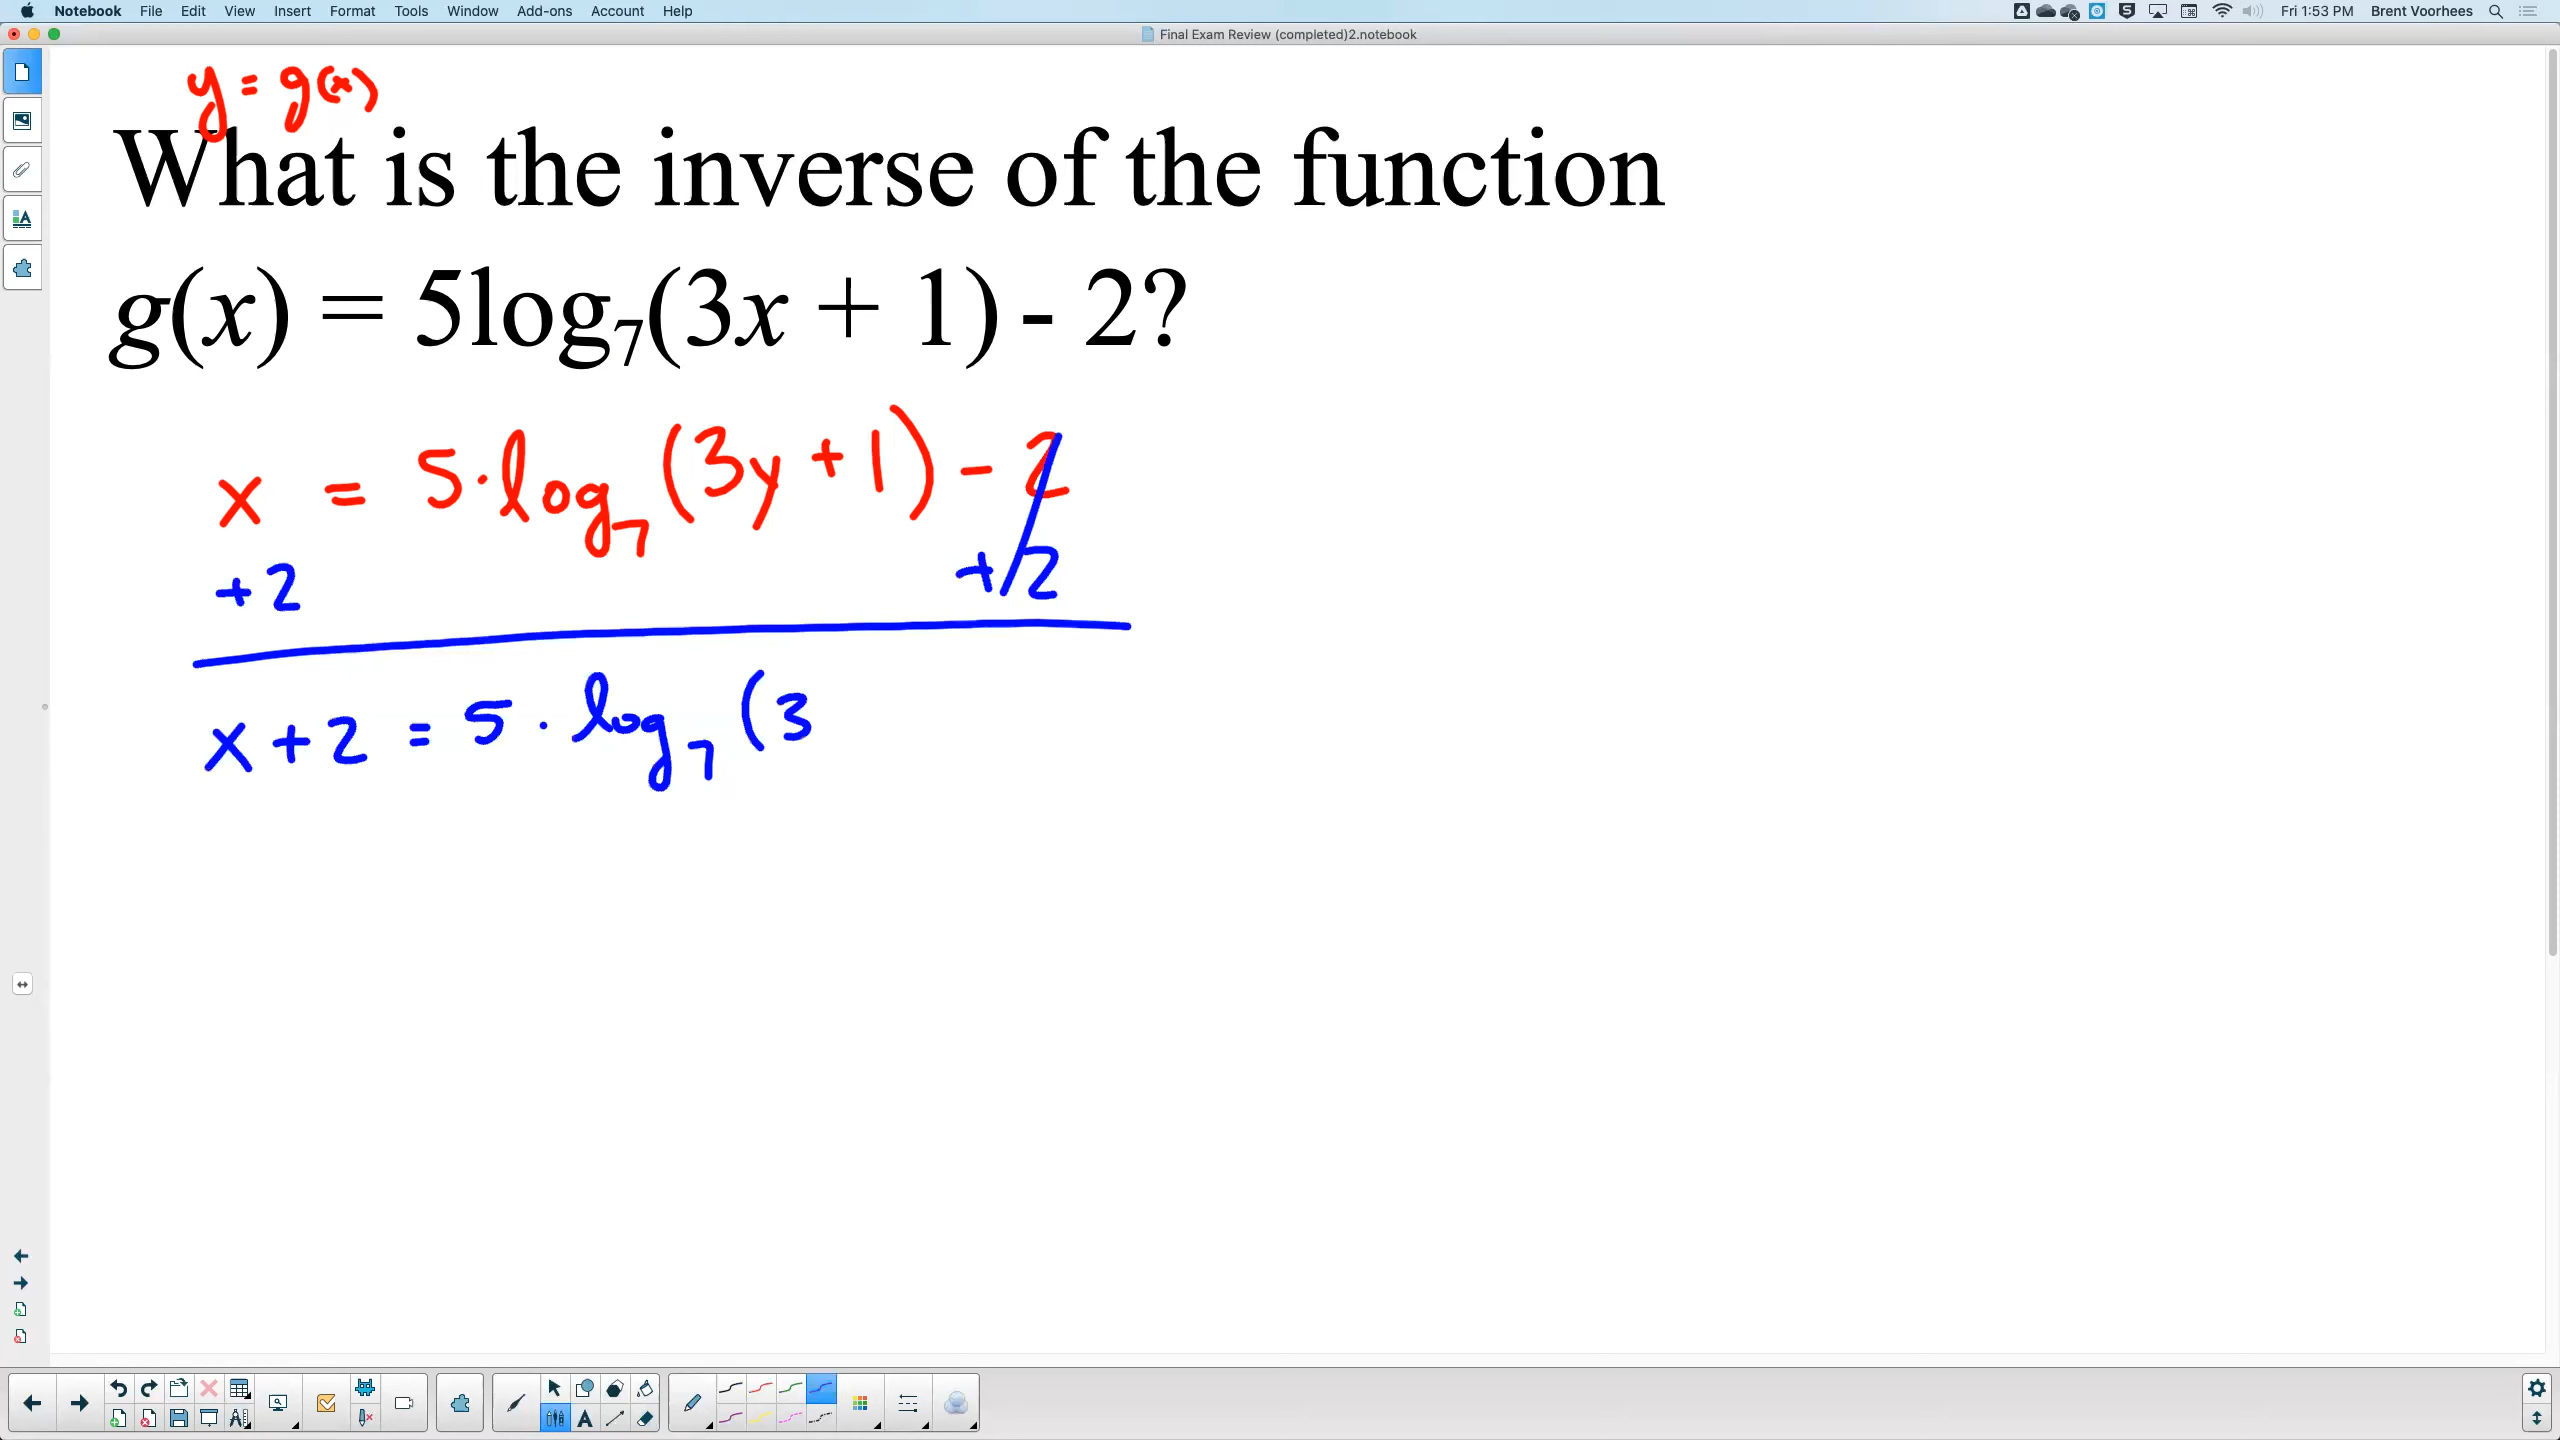 Notebook File Edit View Insert Format Tools Window Add-ons Account Help Fri 1:53 PM Brent Voorhees
Final Exam Review (completed)2.notebook
y = g(x)
What is the inverse of the function
g(x) = 5log₇(3x + 1) - 2?
x = 5·log₇(3y + 1) - 2
+2 +2
x + 2 = 5 · log₇(3